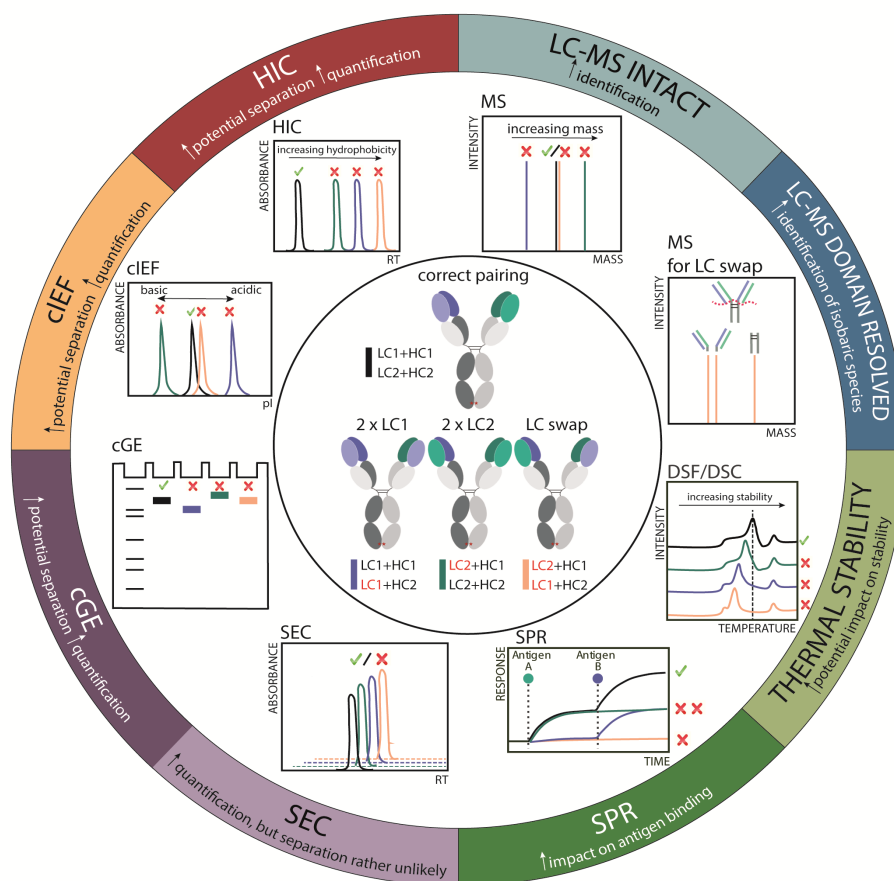 HIC
↑potential separation ↑quantification
LC-MS INTACT
↑identification
LC-MS DOMAIN RESOLVED
↑identification of isobaric species
THERMAL STABILITY
↑potential impact on stability
SPR
↑impact on antigen binding
SEC
↑quantification, but separation rather unlikely
cGE
↑potential separation ↑quantification
cIEF
↑potential separation ↑quantification
HIC
ABSORBANCE
increasing hydrophobicity
RT
MS
INTENSITY
increasing mass
/
MASS
MS
for LC swap
INTENSITY
MASS
cIEF
ABSORBANCE
basic
acidic
pI
correct pairing
LC1+HC1
LC2+HC2
2 x LC1
2 x LC2
LC swap
LC1+HC1
LC1+HC2
LC2+HC1
LC2+HC2
LC2+HC1
LC1+HC2
cGE
DSF/DSC
INTENSITY
increasing stability
TEMPERATURE
SEC
ABSORBANCE
/
RT
SPR
RESPONSE
Antigen
A
Antigen
B
TIME